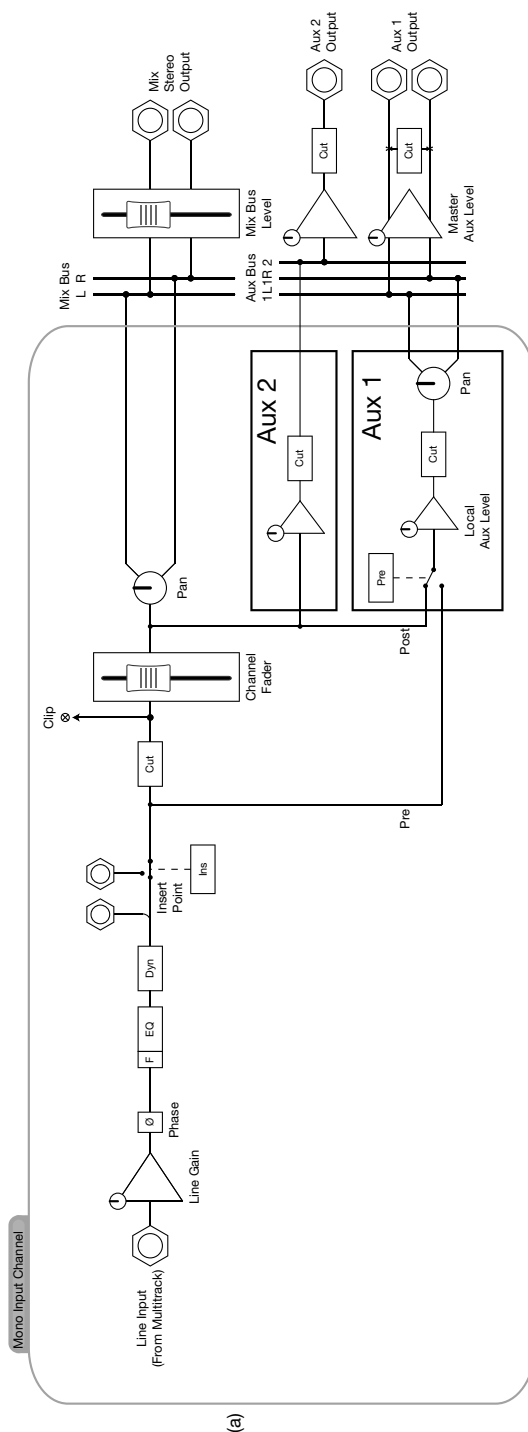 (a)
Mono Input Channel
Line Input
(From Multitrack)
Line Gain
Ø
Phase
F
EQ
Dyn
Insert
Point
Ins
Cut
Clip
Channel
Fader
Pan
Pre
Post
Aux 2
Cut
Aux 1
Pre
Local
Aux Level
Cut
Pan
Mix Bus
L R
Aux Bus
1L1R 2
Mix Bus
Level
Mix
Stereo
Output
Cut
Aux 2
Output
Master
Aux Level
Cut
Aux 1
Output